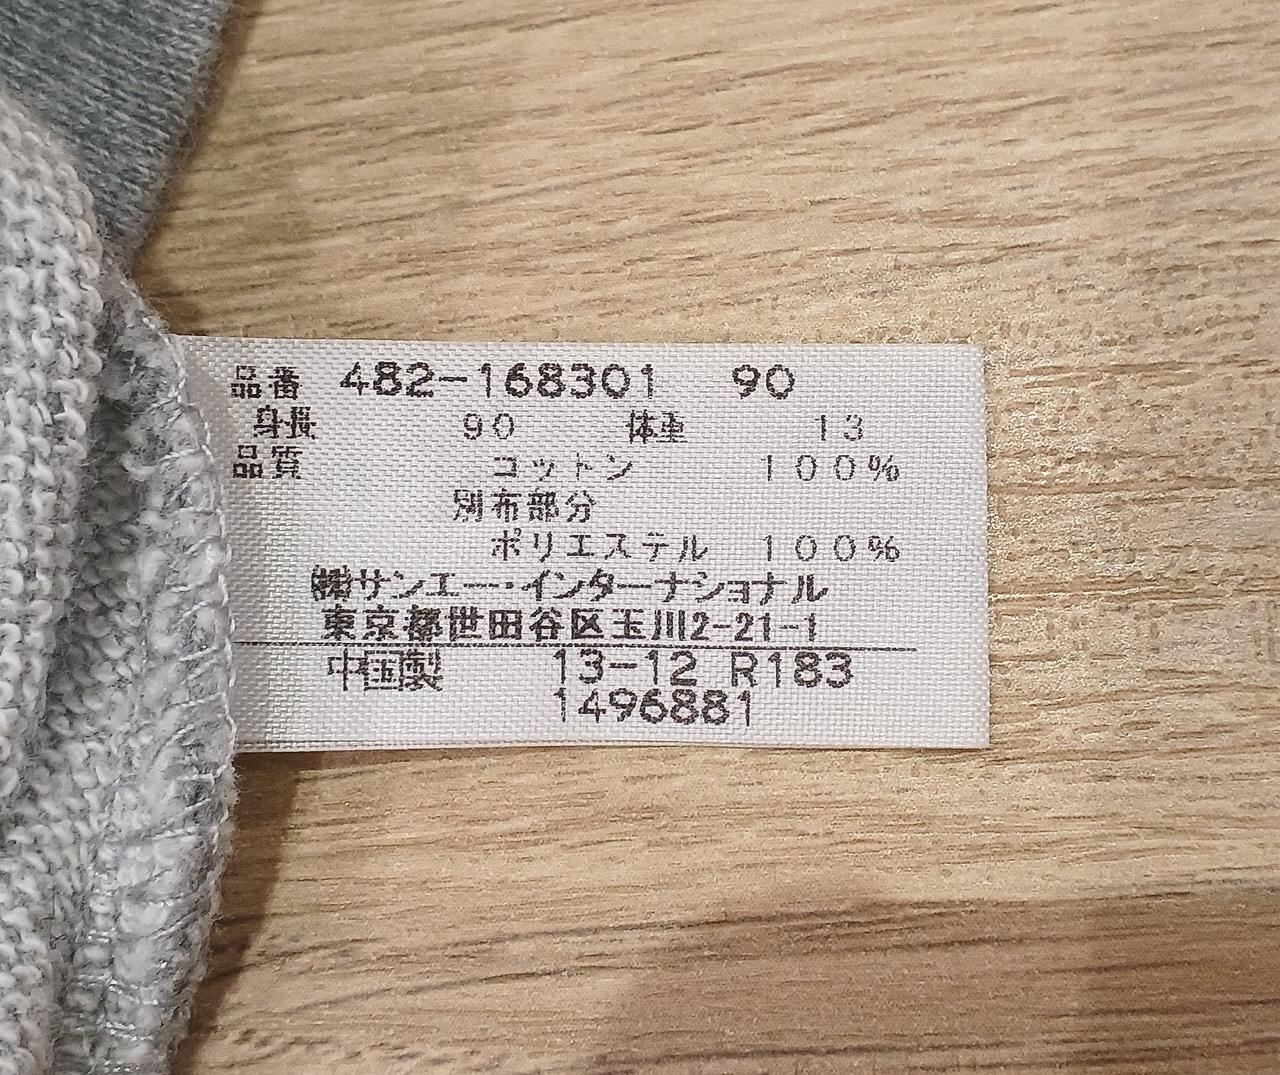 品番 482-168301 90
身長 90 体重 13
品質 コットン 100%
別布部分
ポリエステル 100%
㈱サンエー・インターナショナル
東京都世田谷区玉川2-21-1
中国製 13-12 R183
1496881